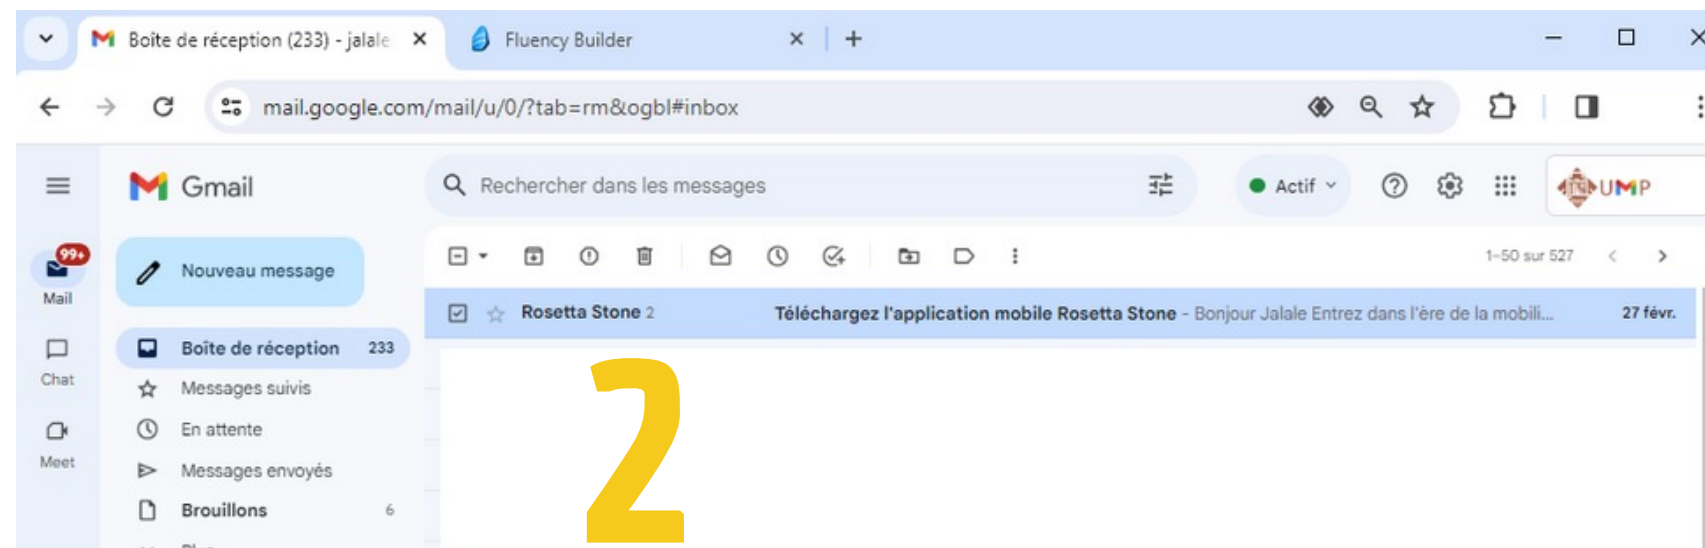 Boîte de réception (233) - jalale
Fluency Builder
mail.google.com/mail/u/0/?tab=rm&ogbl#inbox
Gmail
Rechercher dans les messages
Actif
UMP
99+
Mail
Nouveau message
1–50 sur 527
Rosetta Stone 2
Téléchargez l'application mobile Rosetta Stone - Bonjour Jalale Entrez dans l'ère de la mobili...
27 févr.
Boîte de réception 233
Chat
Messages suivis
En attente
Meet
Messages envoyés
Brouillons 6
2